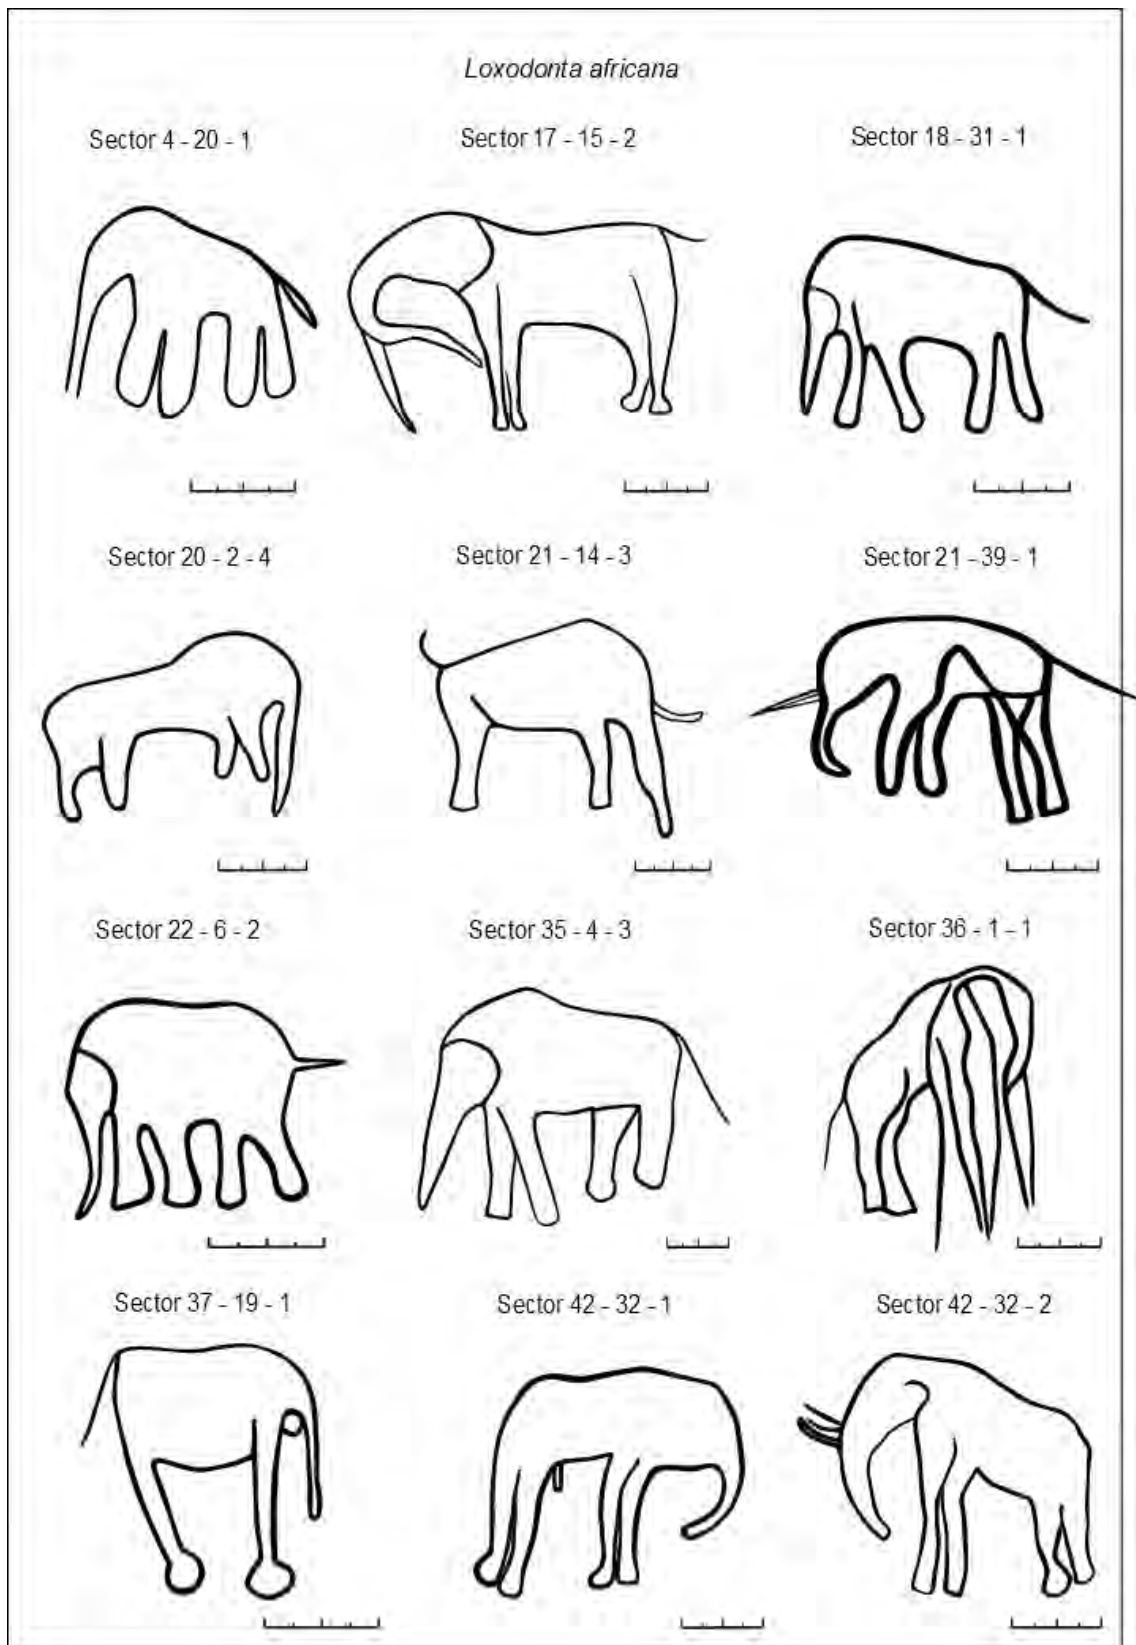 Loxodonta africana
Sector 4 - 20 - 1
Sector 17 - 15 - 2
Sector 18 - 31 - 1
Sector 20 - 2 - 4
Sector 21 - 14 - 3
Sector 21 - 39 - 1
Sector 22 - 6 - 2
Sector 35 - 4 - 3
Sector 36 - 1 - 1
Sector 37 - 19 - 1
Sector 42 - 32 - 1
Sector 42 - 32 - 2